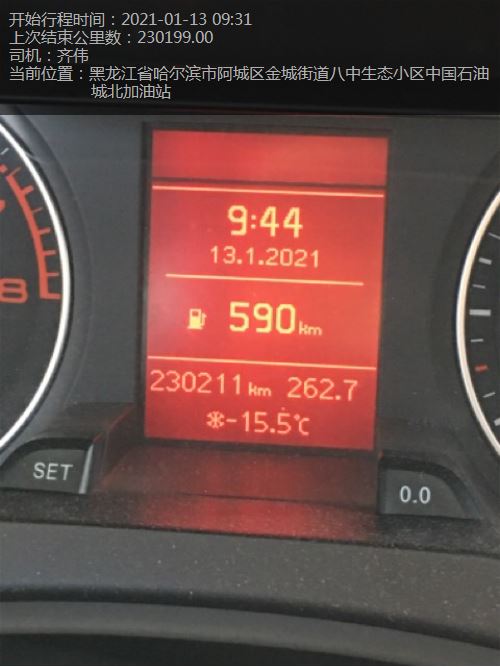 开始行程时间：2021-01-13 09:31
上次结束公里数：230199.00
司机：齐伟
当前位置：黑龙江省哈尔滨市阿城区金城街道八中生态小区中国石油
城北加油站
9:44
13.1.2021
590km
230211 km 262.7
-15.5℃
8
SET
0.0